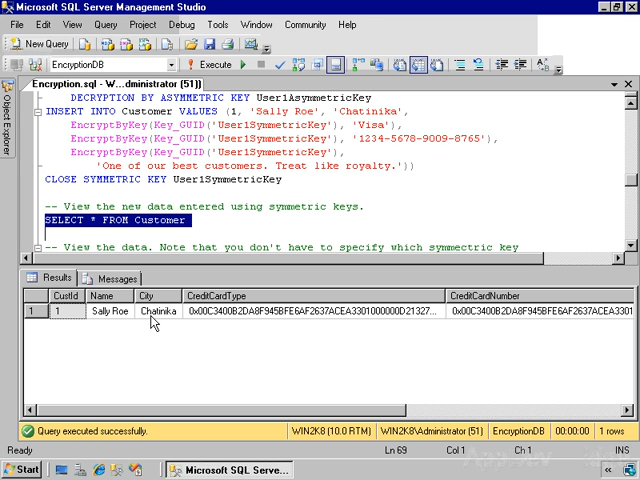 Microsoft SQL Server Management Studio
File Edit View Query Project Debug Tools Window Community Help
New Query
EncryptionDB Execute
Object Explorer
Encryption.sql - W...dministrator (51))
DECRYPTION BY ASYMMETRIC KEY User1AsymmetricKey
INSERT INTO Customer VALUES (1, 'Sally Roe', 'Chatinika',
EncryptByKey(Key_GUID('User1SymmetricKey'), 'Visa'),
EncryptByKey(Key_GUID('User1SymmetricKey'), '1234-5678-9009-8765'),
EncryptByKey(Key_GUID('User1SymmetricKey'),
'One of our best customers. Treat like royalty.'))
CLOSE SYMMETRIC KEY User1SymmetricKey
-- View the new data entered using symmetric keys.
SELECT * FROM Customer
-- View the data. Note that you don't have to specify which symmectric key
Results Messages
CustId Name City CreditCardType CreditCardNumber
1 1 Sally Roe Chatinika 0x00C3400B2DA8F945BFE6AF2637ACEA3301000000D21327... 0x00C3400B2DA8F945BFE6AF2637ACEA3301
Query executed successfully. WIN2K8 (10.0 RTM) WIN2K8\Administrator (51) EncryptionDB 00:00:00 1 rows
Ready Ln 69 Col 1 Ch 1 INS
Start Microsoft SQL Serve...